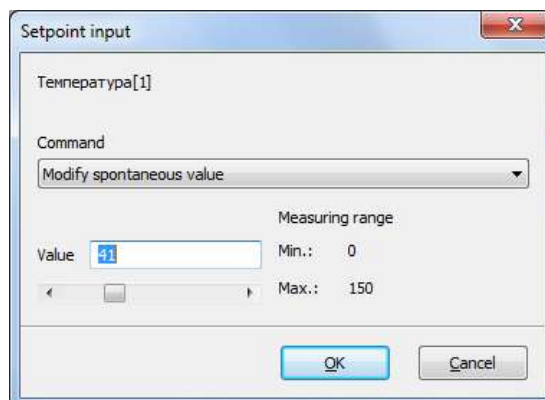 Setpoint input
Температура[1]
Command
Modify spontaneous value
Measuring range
Value 41 Min.: 0
Max.: 150
OK Cancel